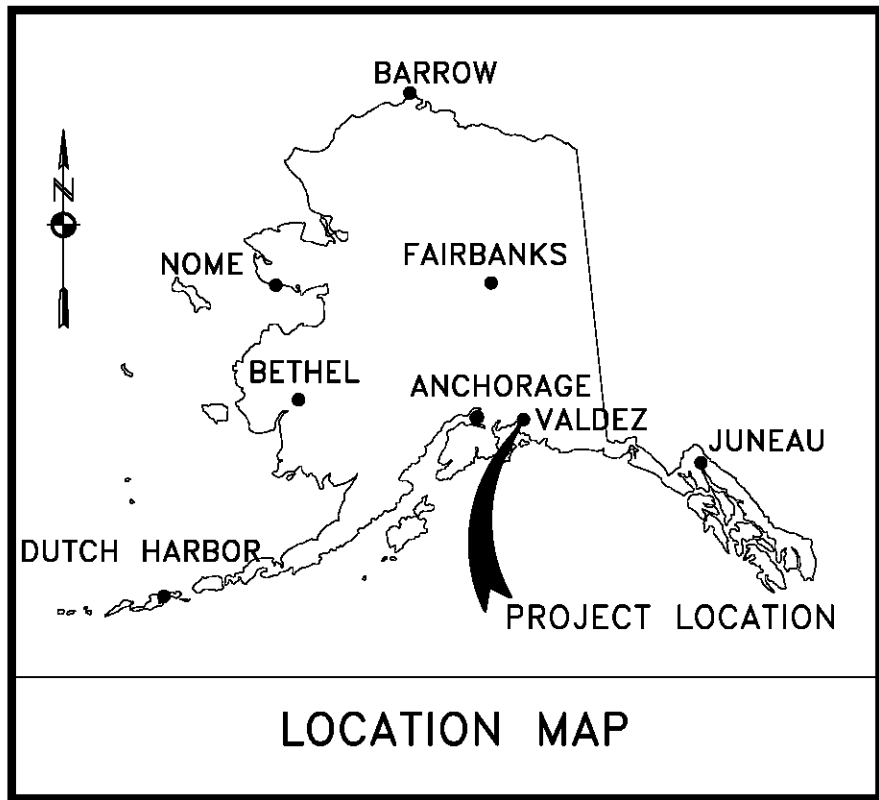 BARROW
N
NOME
FAIRBANKS
BETHEL
ANCHORAGE
VALDEZ
JUNEAU
DUTCH HARBOR
PROJECT LOCATION
LOCATION MAP